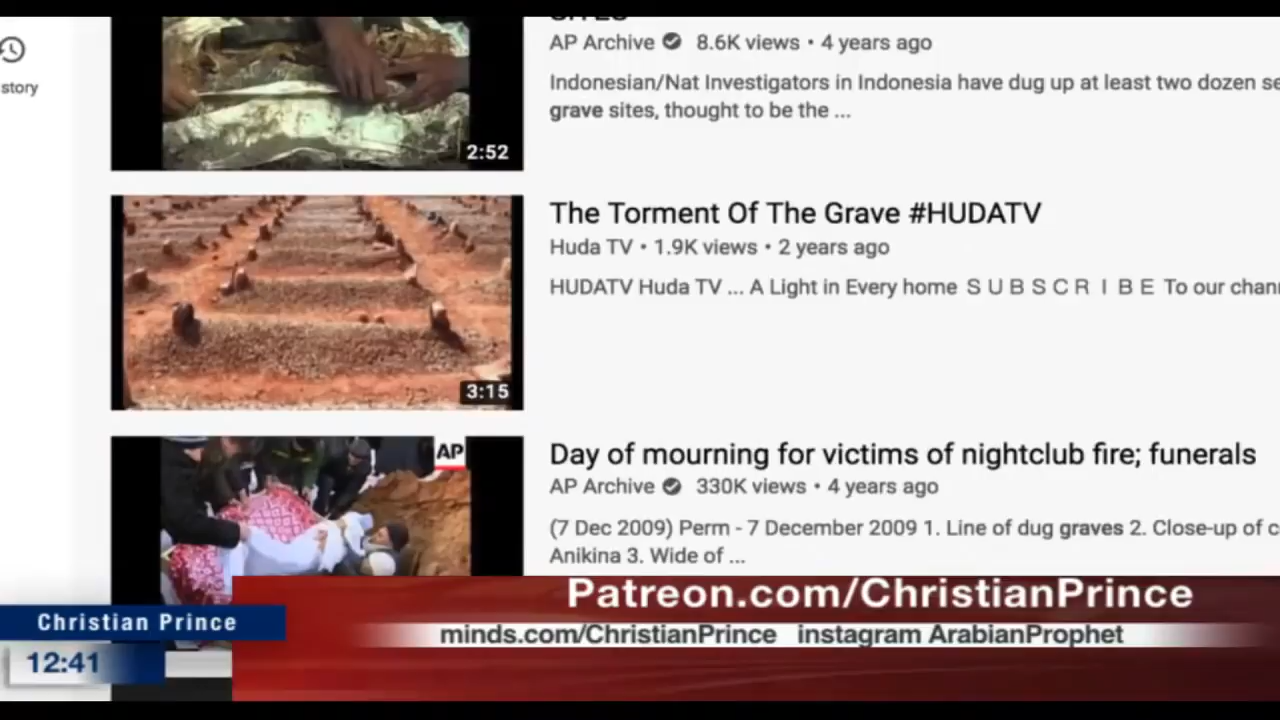 AP Archive 8.6K views • 4 years ago
story
Indonesian/Nat Investigators in Indonesia have dug up at least two dozen se
grave sites, thought to be the ...
2:52
The Torment Of The Grave #HUDATV
Huda TV • 1.9K views • 2 years ago
HUDATV Huda TV ... A Light in Every home S U B S C R I B E To our chan
3:15
AP
Day of mourning for victims of nightclub fire; funerals
AP Archive 330K views • 4 years ago
(7 Dec 2009) Perm - 7 December 2009 1. Line of dug graves 2. Close-up of c
Anikina 3. Wide of ...
Patreon.com/ChristianPrince
Christian Prince
minds.com/ChristianPrince instagram ArabianProphet
12:41